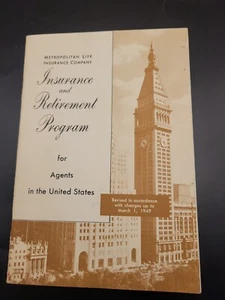 METROPOLITAN LIFE
INSURANCE COMPANY
Insurance
and
Retirement
Program
for
Agents
in the United States
Revised in accordance
with changes up to
March 1, 1949